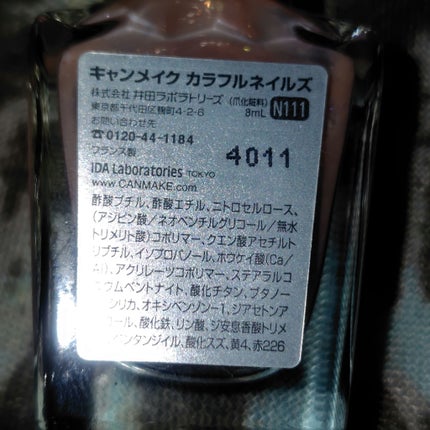 キャンメイク カラフルネイルズ
株式会社 井田ラボラトリーズ (爪化粧料) N111
東京都千代田区麹町4-2-6 8mL
お問い合わせ先
☎0120-44-1184
フランス製 4011
IDA Laboratories TOKYO
www.CANMAKE.com
酢酸ブチル、酢酸エチル、ニトロセルロース、
(アジピン酸/ネオペンチルグリコール/無水
トリメリト酸)コポリマー、クエン酸アセチルト
リブチル、イソプロパノール、ホウケイ酸(Ca/
Al)、アクリレーツコポリマー、ステアラルコ
ウムベントナイト、酸化チタン、ブタノー
シリカ、オキシベンゾン-1、ジアセトンア
コール、酸化鉄、リン酸、ジ安息香酸トリメ
ペンタンジイル、酸化スズ、黄4、赤226